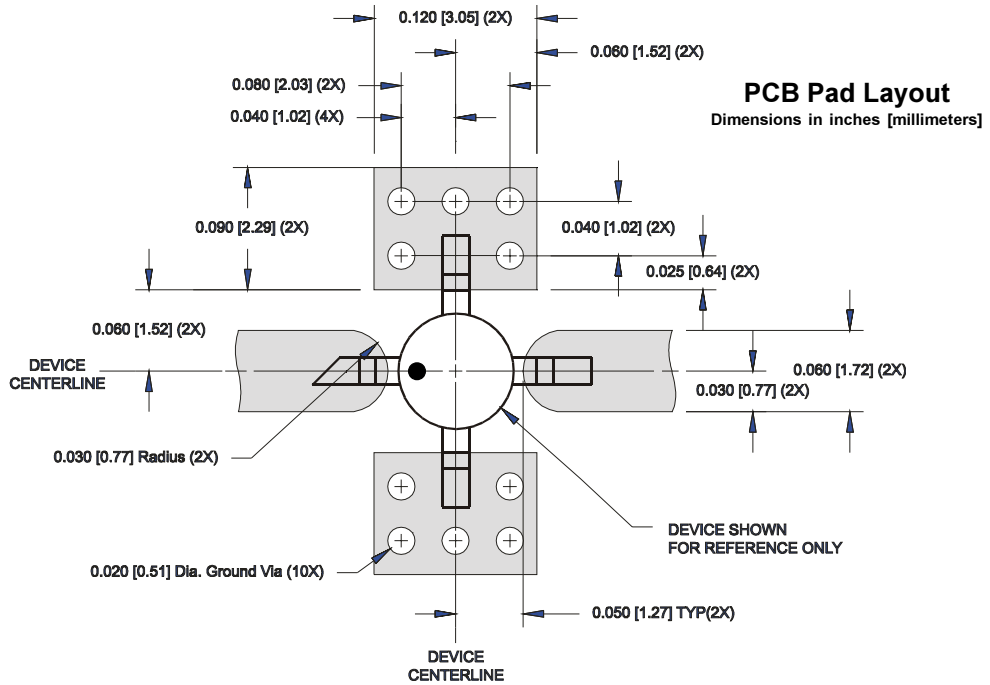 0.120 [3.05] (2X)
0.060 [1.52] (2X)
0.080 [2.03] (2X)
0.040 [1.02] (4X)
PCB Pad Layout
Dimensions in inches [millimeters]
0.090 [2.29] (2X)
0.040 [1.02] (2X)
0.025 [0.64] (2X)
0.060 [1.52] (2X)
DEVICE
CENTERLINE
0.060 [1.72] (2X)
0.030 [0.77] (2X)
0.030 [0.77] Radius (2X)
DEVICE SHOWN
FOR REFERENCE ONLY
0.020 [0.51] Dia. Ground Via (10X)
0.050 [1.27] TYP(2X)
DEVICE
CENTERLINE